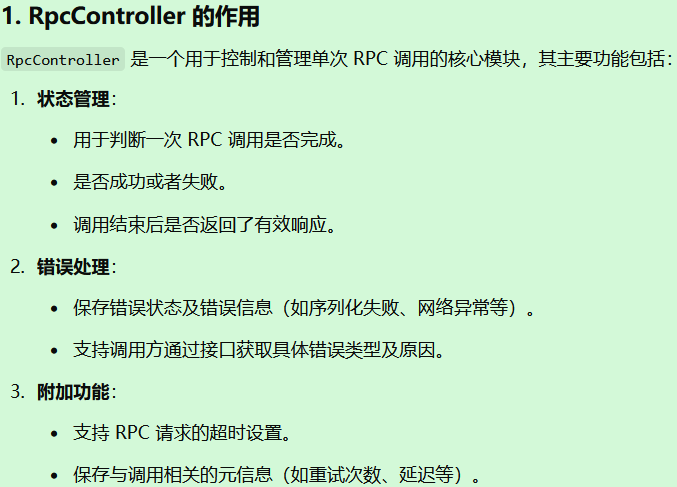 1. RpcController 的作用
RpcController 是一个用于控制和管理单次 RPC 调用的核心模块，其主要功能包括：
1. 状态管理：
• 用于判断一次 RPC 调用是否完成。
• 是否成功或者失败。
• 调用结束后是否返回了有效响应。
2. 错误处理：
• 保存错误状态及错误信息（如序列化失败、网络异常等）。
• 支持调用方通过接口获取具体错误类型及原因。
3. 附加功能：
• 支持 RPC 请求的超时设置。
• 保存与调用相关的元信息（如重试次数、延迟等）。